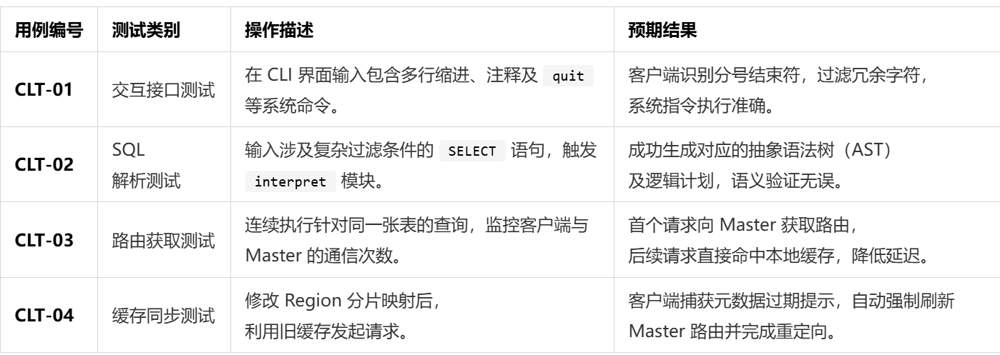 用例编号 测试类别 操作描述 预期结果
CLT-01 交互接口测试 在 CLI 界面输入包含多行缩进、注释及 quit
等系统命令。
客户端识别分号结束符，过滤冗余字符，
系统指令执行准确。
CLT-02 SQL
解析测试
输入涉及复杂过滤条件的 SELECT 语句，触发
interpret 模块。
成功生成对应的抽象语法树（AST）
及逻辑计划，语义验证无误。
CLT-03 路由获取测试 连续执行针对同一张表的查询，监控客户端与
Master 的通信次数。
首个请求向 Master 获取路由，
后续请求直接命中本地缓存，降低延迟。
CLT-04 缓存同步测试 修改 Region 分片映射后，
利用旧缓存发起请求。
客户端捕获元数据过期提示，自动强制刷新
Master 路由并完成重定向。